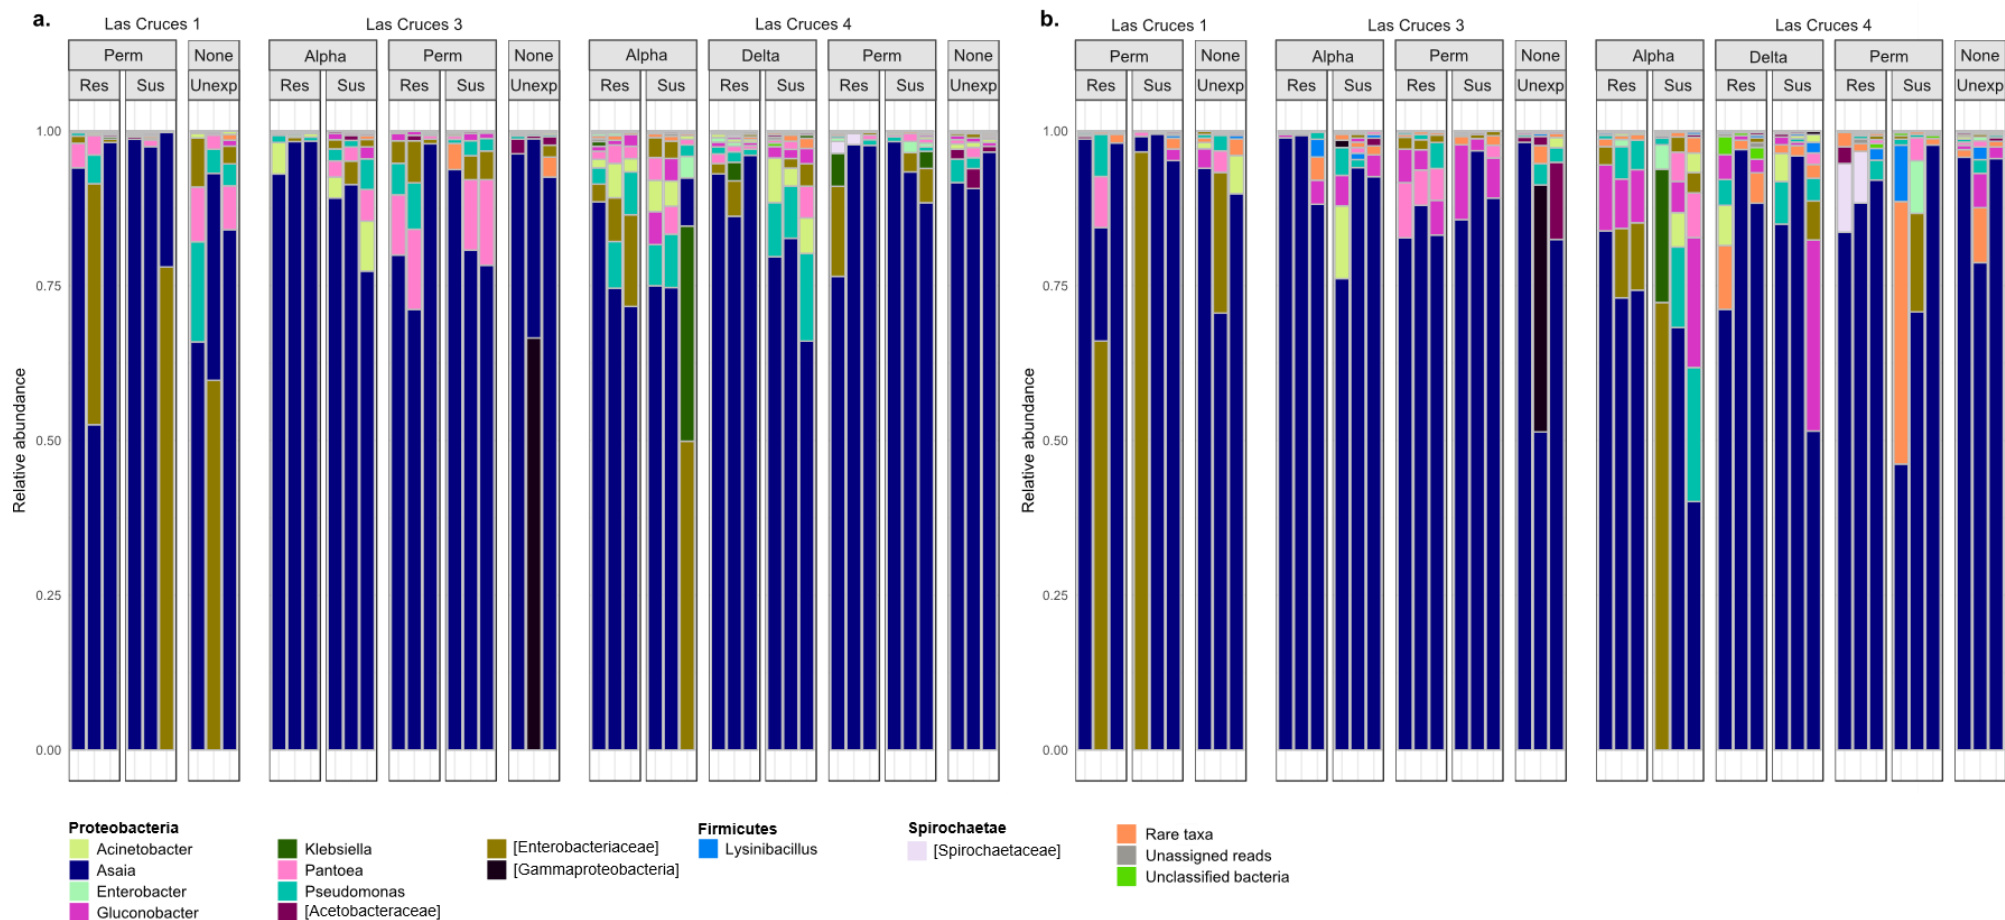 a.
Las Cruces 1
Las Cruces 3
Las Cruces 4
Perm
None
Alpha
Perm
None
Alpha
Delta
Perm
None
Res
Sus
Unexp
Res
Sus
Res
Sus
Unexp
Res
Sus
Res
Sus
Res
Sus
Unexp
1.00
0.75
0.50
0.25
0.00
Relative abundance
b.
Las Cruces 1
Las Cruces 3
Las Cruces 4
Perm
None
Alpha
Perm
None
Alpha
Delta
Perm
None
Res
Sus
Unexp
Res
Sus
Res
Sus
Unexp
Res
Sus
Res
Sus
Res
Sus
Unexp
1.00
0.75
0.50
0.25
0.00
Relative abundance
Proteobacteria
Acinetobacter
Asaia
Enterobacter
Gluconobacter
Klebsiella
Pantoea
Pseudomonas
[Acetobacteraceae]
[Enterobacteriaceae]
[Gammaproteobacteria]
Firmicutes
Lysinibacillus
Spirochaetae
[Spirochaetaceae]
Rare taxa
Unassigned reads
Unclassified bacteria